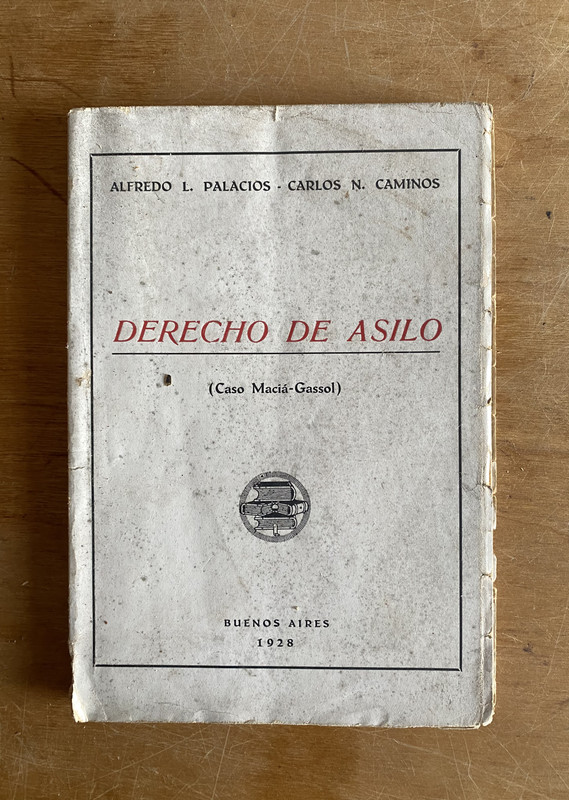 ALFREDO L. PALACIOS - CARLOS N. CAMINOS
DERECHO DE ASILO
(Caso Maciá-Gassol)
BUENOS AIRES
1928